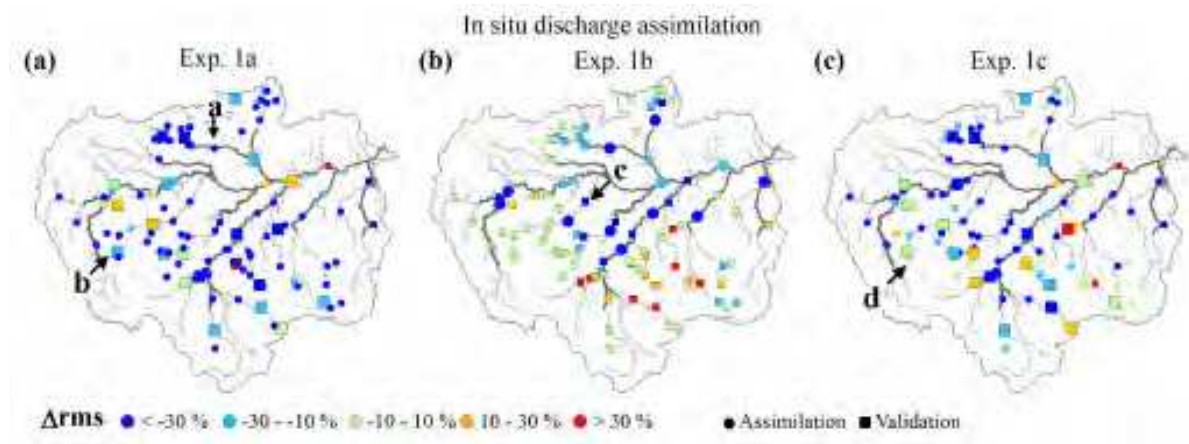 In situ discharge assimilation
(a) Exp. 1a (b) Exp. 1b (c) Exp. 1c
a
c
b
d
Δrms < -30 % -30 - -10 % -10 - 10 % 10 - 30 % > 30 % Assimilation Validation